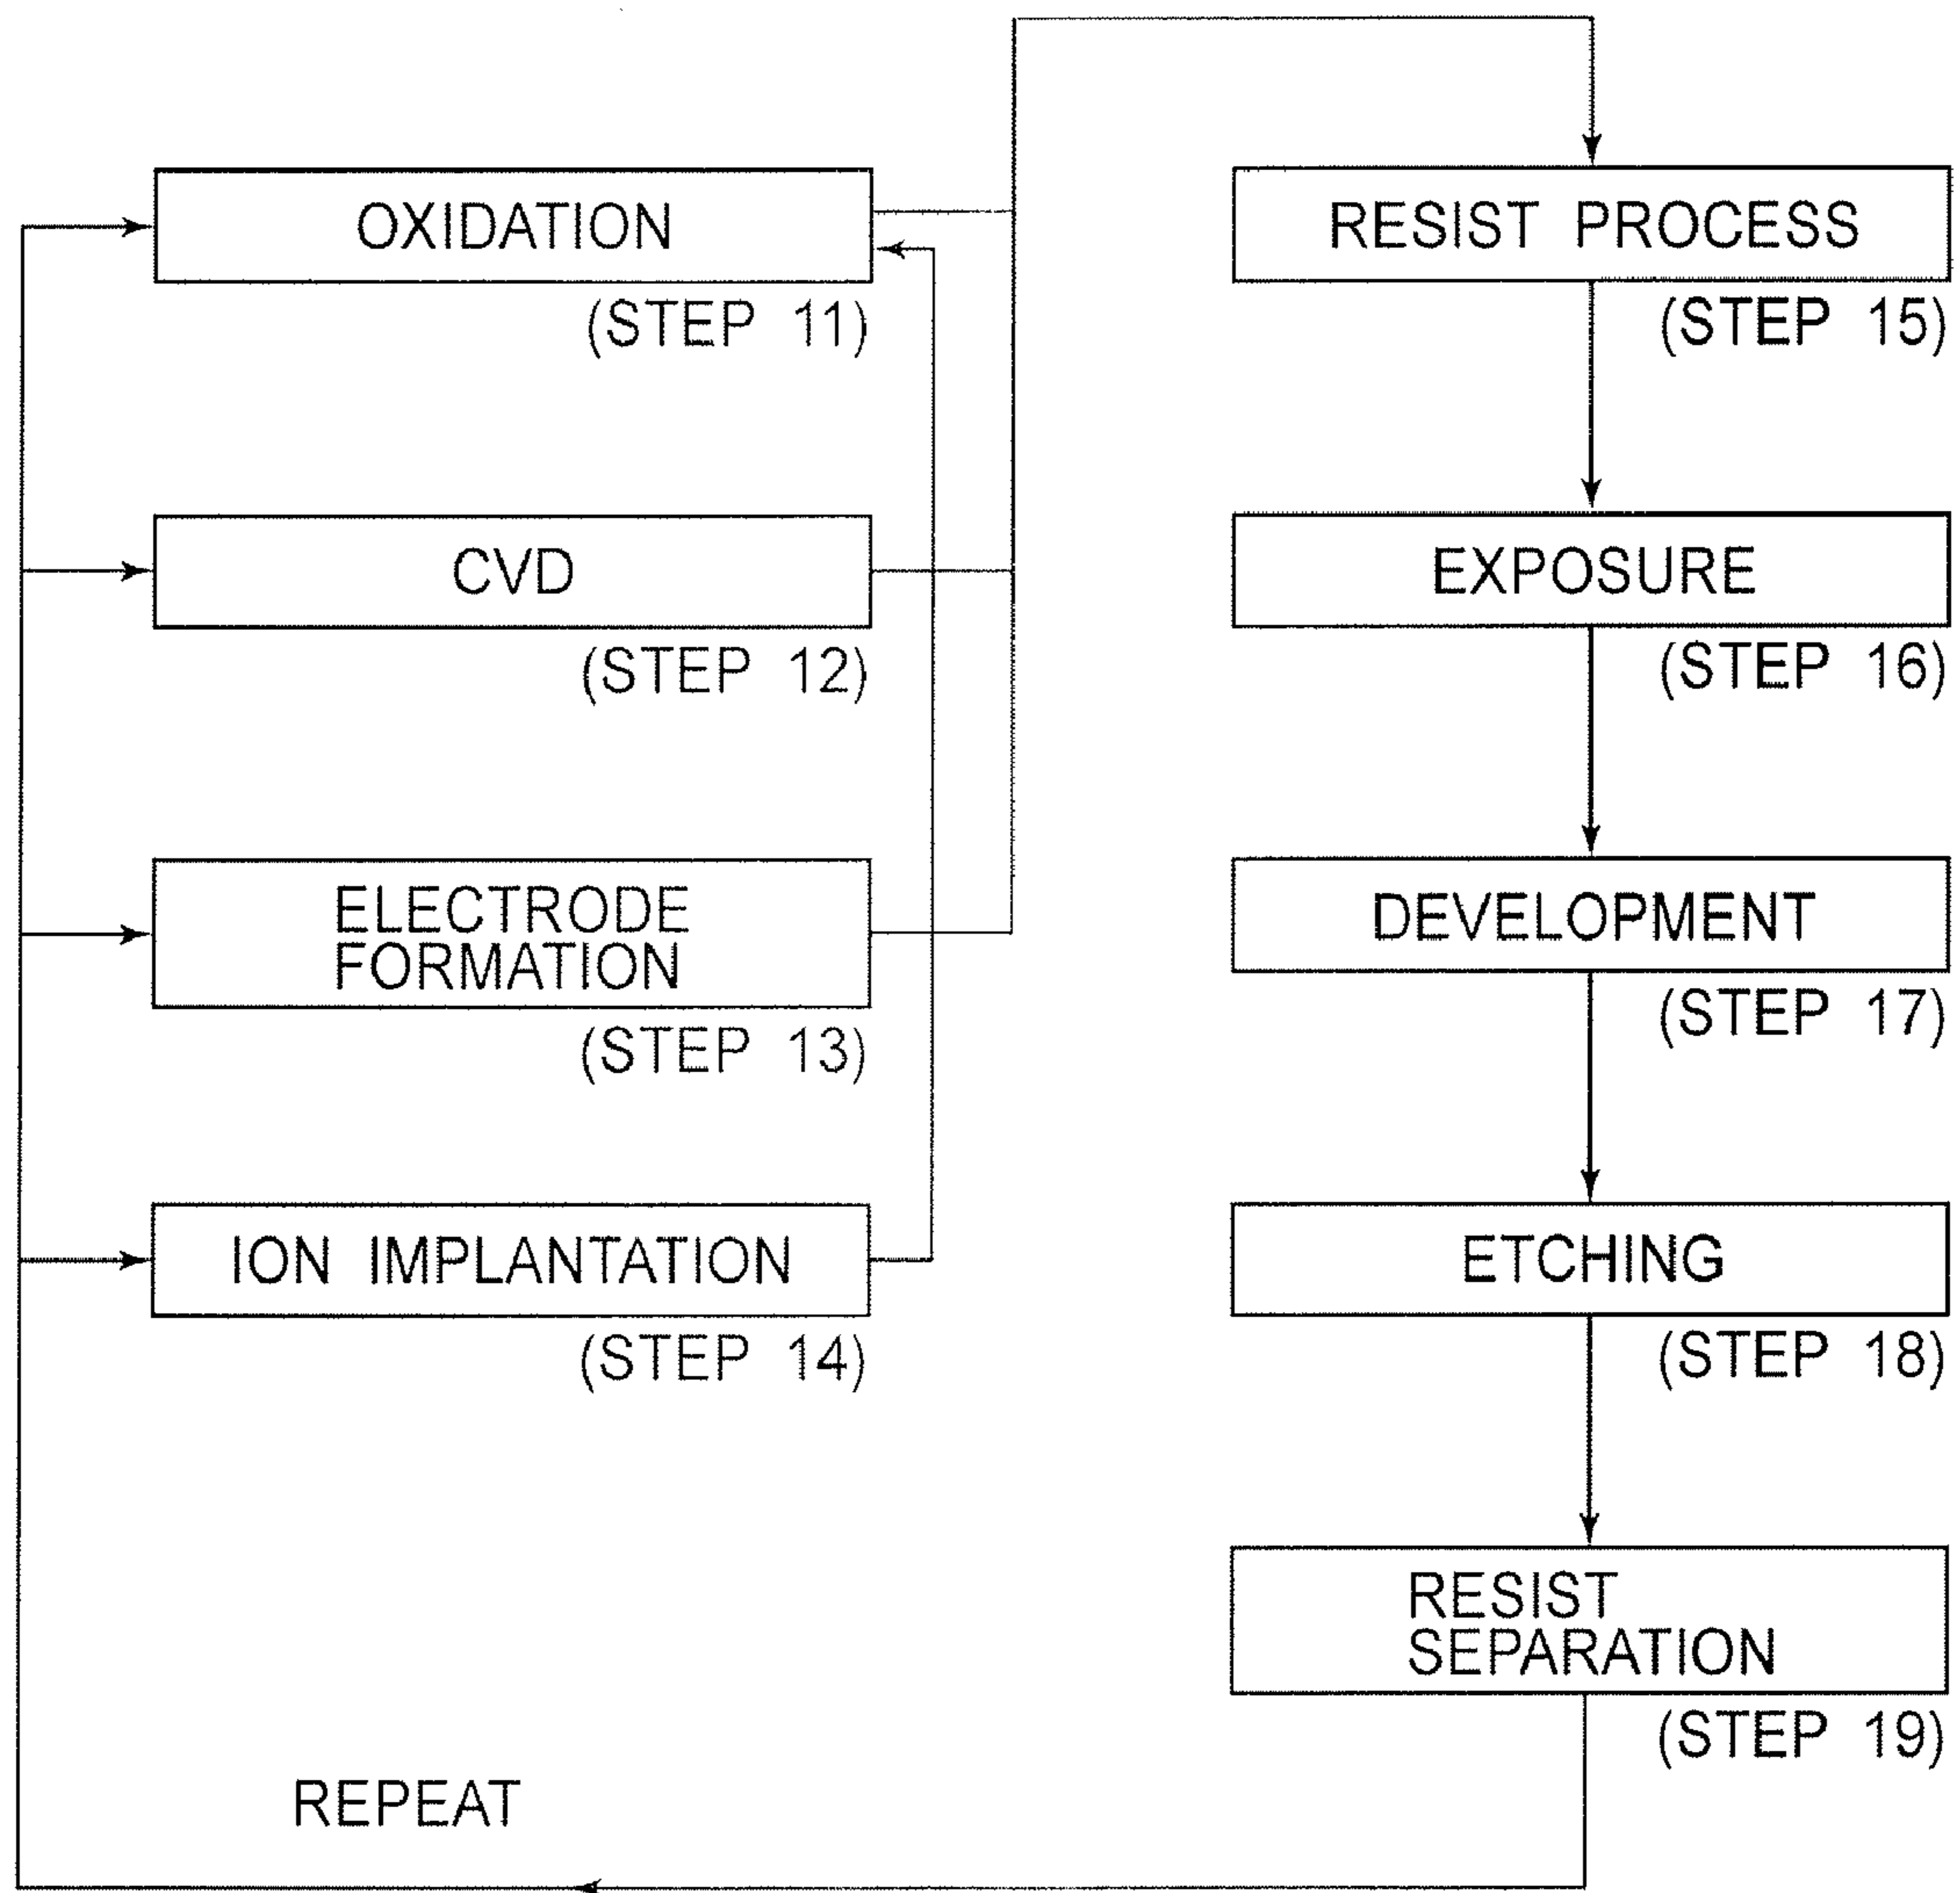 OXIDATION
(STEP 11)
CVD
(STEP 12)
ELECTRODE
FORMATION
(STEP 13)
ION IMPLANTATION
(STEP 14)
RESIST PROCESS
(STEP 15)
EXPOSURE
(STEP 16)
DEVELOPMENT
(STEP 17)
ETCHING
(STEP 18)
RESIST
SEPARATION
(STEP 19)
REPEAT